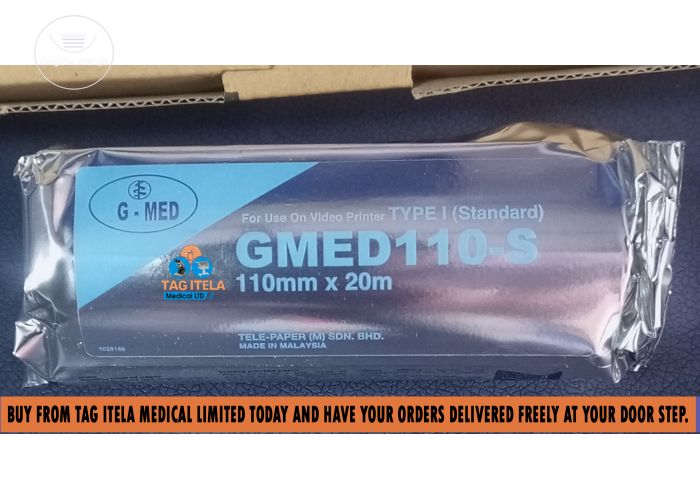 G - MED
For Use On Video Printer TYPE I (Standard)
GMED110-S
110mm x 20m
TAG ITELA
Medical LTD
TELE-PAPER (M) SDN. BHD.
MADE IN MALAYSIA
1028186
BUY FROM TAG ITELA MEDICAL LIMITED TODAY AND HAVE YOUR ORDERS DELIVERED FREELY AT YOUR DOOR STEP.